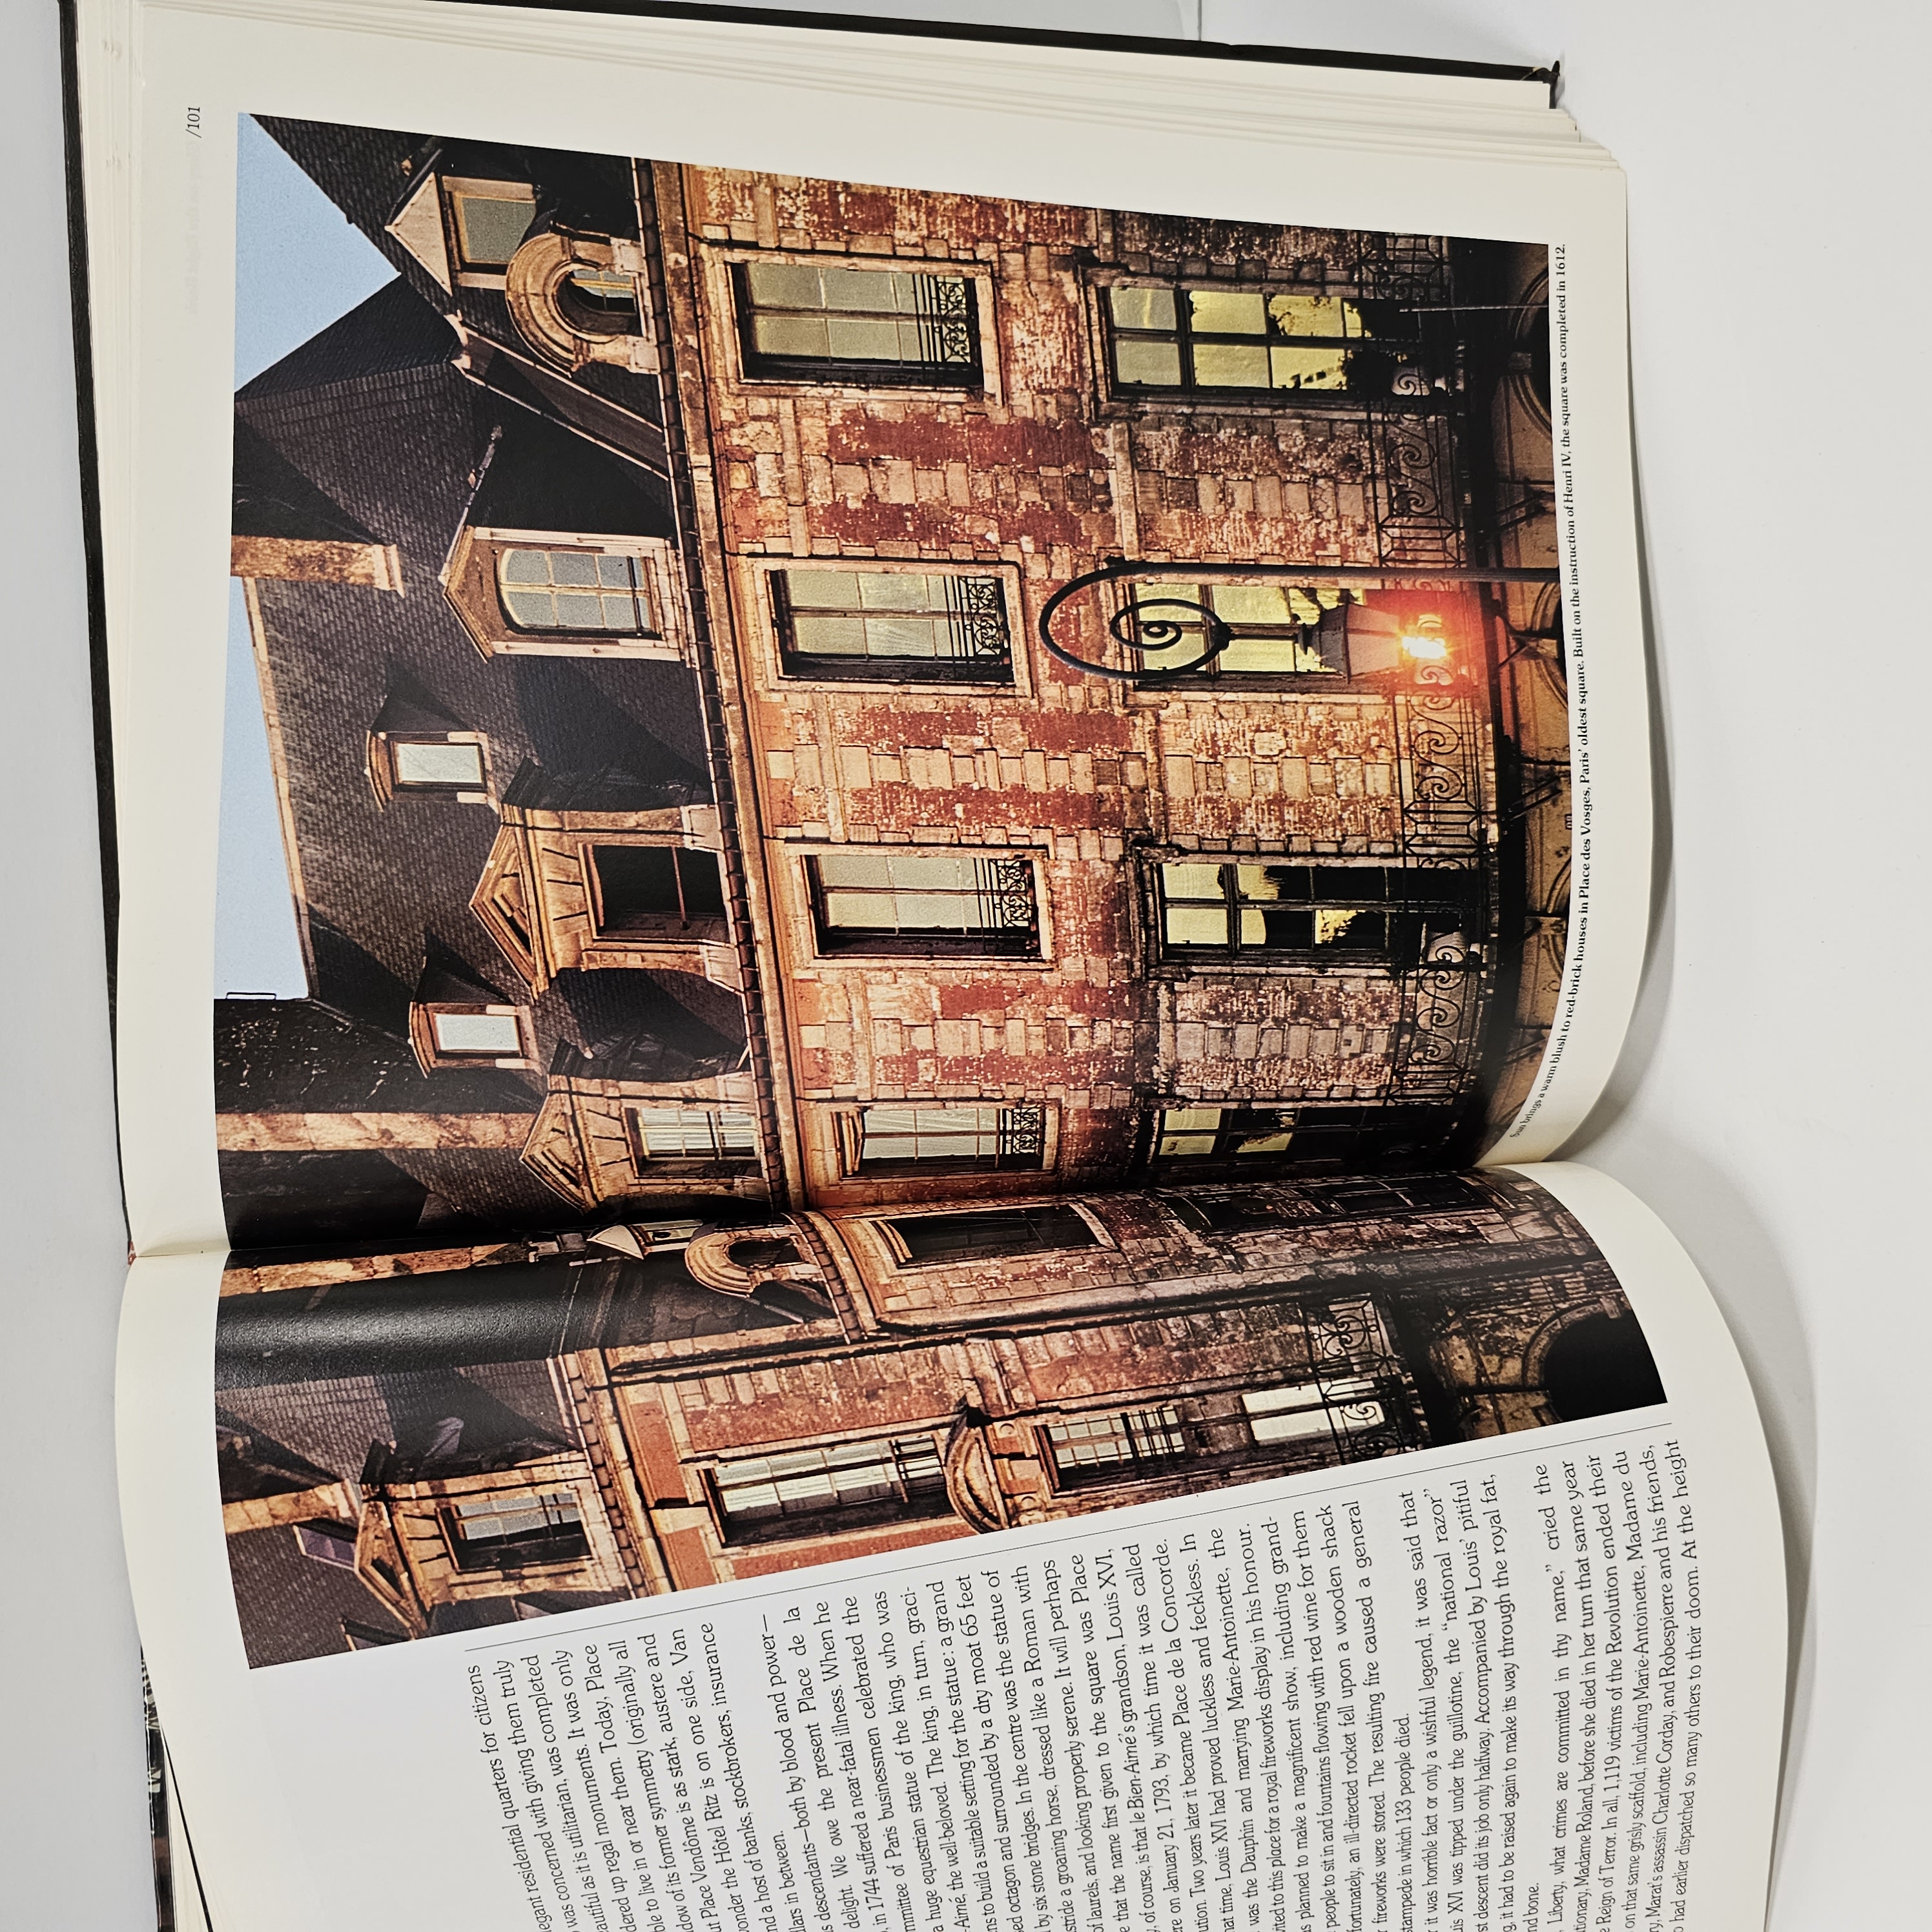 legant residential quarters for citizens
was concerned with giving them truly
eautiful as it is utilitarian, was completed
dered up regal monuments. It was only
ble to live in or near them. Today, Place
dow of its former symmetry (originally all
ut Place Vendôme is as stark, austere and
onder the Hôtel Ritz is on one side, Van
nd a host of banks, stockbrokers, insurance
llars in between.
s descendants—both by blood and power—
delight. We owe the present Place de la
, in 1744 suffered a near-fatal illness. When he
mmittee of Paris businessmen celebrated the
a huge equestrian statue of the king, who was
-Aimé, the well-beloved. The king, in turn, graci-
ns to build a suitable setting for the statue: a grand
sed octagon and surrounded by a dry moat 65 feet
by six stone bridges. In the centre was the statue of
stride a groaning horse, dressed like a Roman with
of laurels, and looking properly serene. It will perhaps
e that the name first given to the square was Place
y, of course, is that le Bien-Aimé's grandson, Louis XVI,
re on January 21, 1793, by which time it was called
ution. Two years later it became Place de la Concorde.
hat time, Louis XVI had proved luckless and feckless. In
was the Dauphin and marrying Marie-Antoinette, the
vited to this place for a royal fireworks display in his honour.
s planned to make a magnificent show, including grand-
people to sit in and fountains flowing with red wine for them
fortunately, an ill-directed rocket fell upon a wooden shack
r fireworks were stored. The resulting fire caused a general
stampede in which 133 people died.
r it was horrible fact or only a wishful legend, it was said that
uis XVI was tipped under the guillotine, the “national razor”
st descent did its job only halfway. Accompanied by Louis' pitiful
g, it had to be raised again to make its way through the royal fat,
nd bone.
Liberty, what crimes are committed in thy name,” cried the
utionary, Madame Roland, before she died in her turn that same year
e Reign of Terror. In all, 1,119 victims of the Revolution ended their
on that same grisly scaffold, including Marie-Antoinette, Madame du
ry, Marat's assassin Charlotte Corday, and Robespierre and his friends,
o had earlier dispatched so many others to their doom. At the height
/101
Sun brings a warm blush to red-brick houses in Place des Vosges, Paris' oldest square. Built on the instruction of Henri IV, the square was completed in 1612.